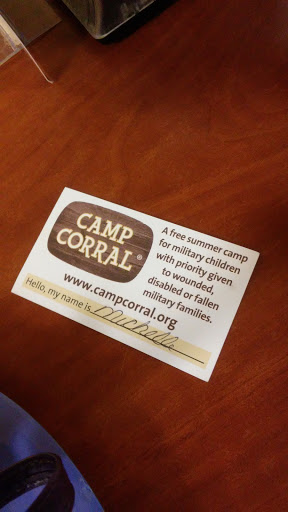 CAMP
CORRAL®
A free summer camp
for military children
with priority given
to wounded,
disabled or fallen
military families.
www.campcorral.org
Hello, my name is Michelle